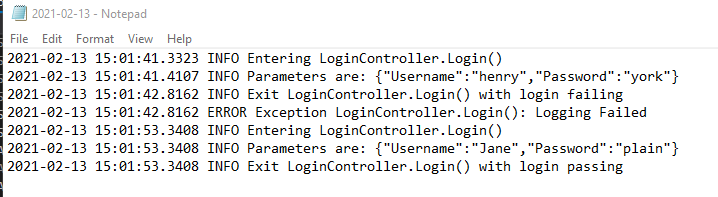 2021-02-13 - Notepad
File Edit Format View Help
2021-02-13 15:01:41.3323 INFO Entering LoginController.Login()
2021-02-13 15:01:41.4107 INFO Parameters are: {"Username":"henry","Password":"york"}
2021-02-13 15:01:42.8162 INFO Exit LoginController.Login() with login failing
2021-02-13 15:01:42.8162 ERROR Exception LoginController.Login(): Logging Failed
2021-02-13 15:01:53.3408 INFO Entering LoginController.Login()
2021-02-13 15:01:53.3408 INFO Parameters are: {"Username":"Jane","Password":"plain"}
2021-02-13 15:01:53.3408 INFO Exit LoginController.Login() with login passing